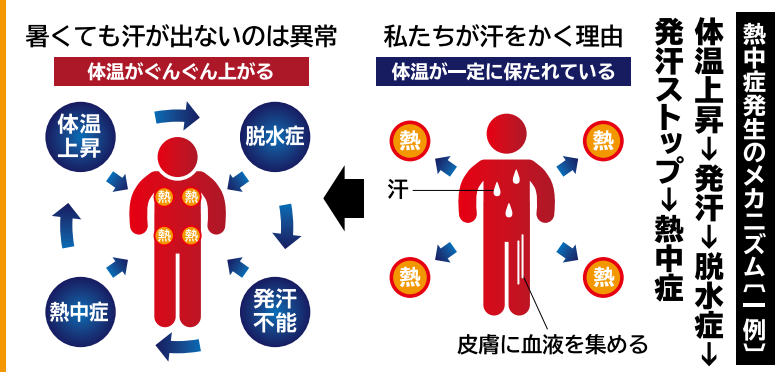 熱中症発生のメカニズム〔一例〕
体温上昇→発汗→脱水症→
発汗ストップ→熱中症
私たちが汗をかく理由
体温が一定に保たれている
熱
熱
汗
熱
熱
皮膚に血液を集める
暑くても汗が出ないのは異常
体温がぐんぐん上がる
体温
上昇
脱水症
熱
熱
熱
熱
熱中症
発汗
不能